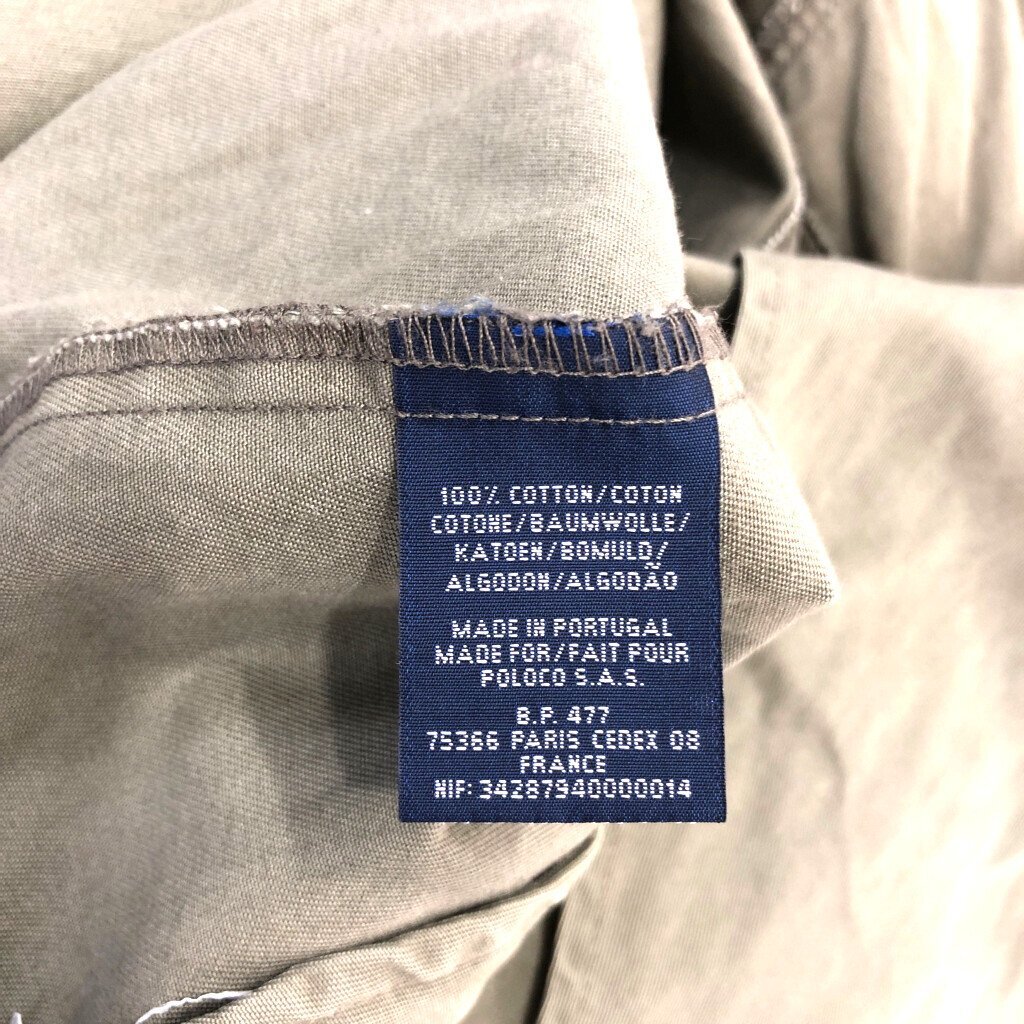 100% COTTON/COTON
COTONE/BAUMWOLLE/
KATOEN/BOMULD/
ALGODON/ALGODÃO
MADE IN PORTUGAL
MADE FOR/FAIT POUR
POLOCO S.A.S.
B.P. 477
75366 PARIS CEDEX 08
FRANCE
NIF: 34287940000014